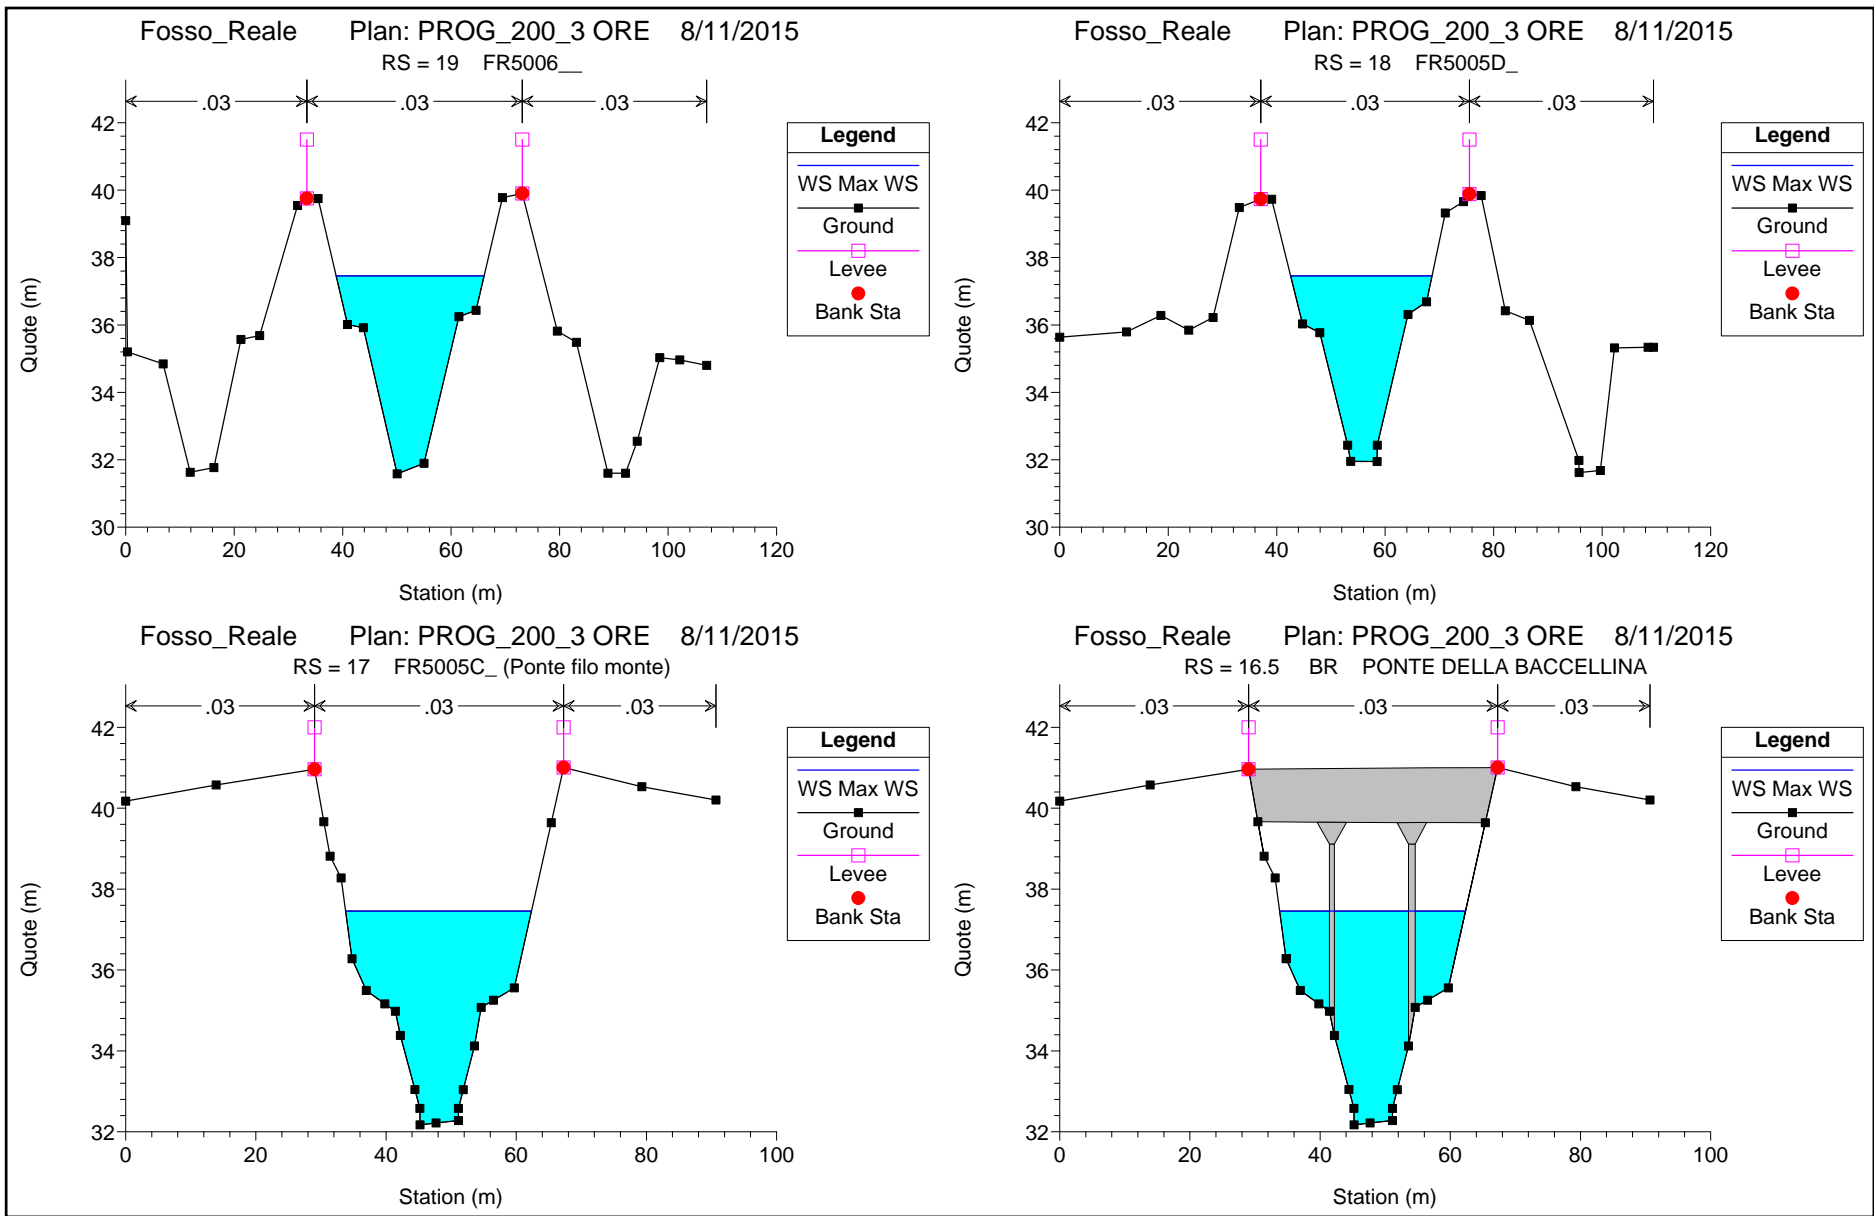 Fosso_Reale Plan: PROG_200_3 ORE 8/11/2015
RS = 19 FR5006__
.03 .03 .03
42
40
38
36
34
32
30
0 20 40 60 80 100 120
Station (m)
Quote (m)
Legend
WS Max WS
Ground
Levee
Bank Sta
Fosso_Reale Plan: PROG_200_3 ORE 8/11/2015
RS = 18 FR5005D_
.03 .03 .03
42
40
38
36
34
32
30
0 20 40 60 80 100 120
Station (m)
Quote (m)
Legend
WS Max WS
Ground
Levee
Bank Sta
Fosso_Reale Plan: PROG_200_3 ORE 8/11/2015
RS = 17 FR5005C_ (Ponte filo monte)
.03 .03 .03
42
40
38
36
34
32
0 20 40 60 80 100
Station (m)
Quote (m)
Legend
WS Max WS
Ground
Levee
Bank Sta
Fosso_Reale Plan: PROG_200_3 ORE 8/11/2015
RS = 16.5 BR PONTE DELLA BACCELLINA
.03 .03 .03
42
40
38
36
34
32
0 20 40 60 80 100
Station (m)
Quote (m)
Legend
WS Max WS
Ground
Levee
Bank Sta